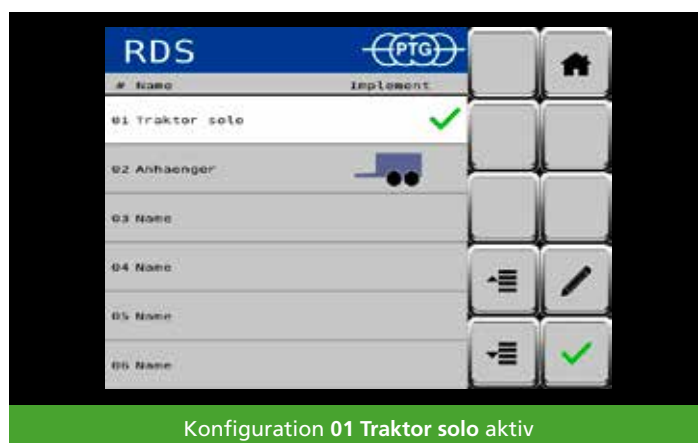 RDS PTG
# Name Implement
01 Traktor solo
02 Anhaenger
03 Name
04 Name
05 Name
06 Name
Konfiguration 01 Traktor solo aktiv